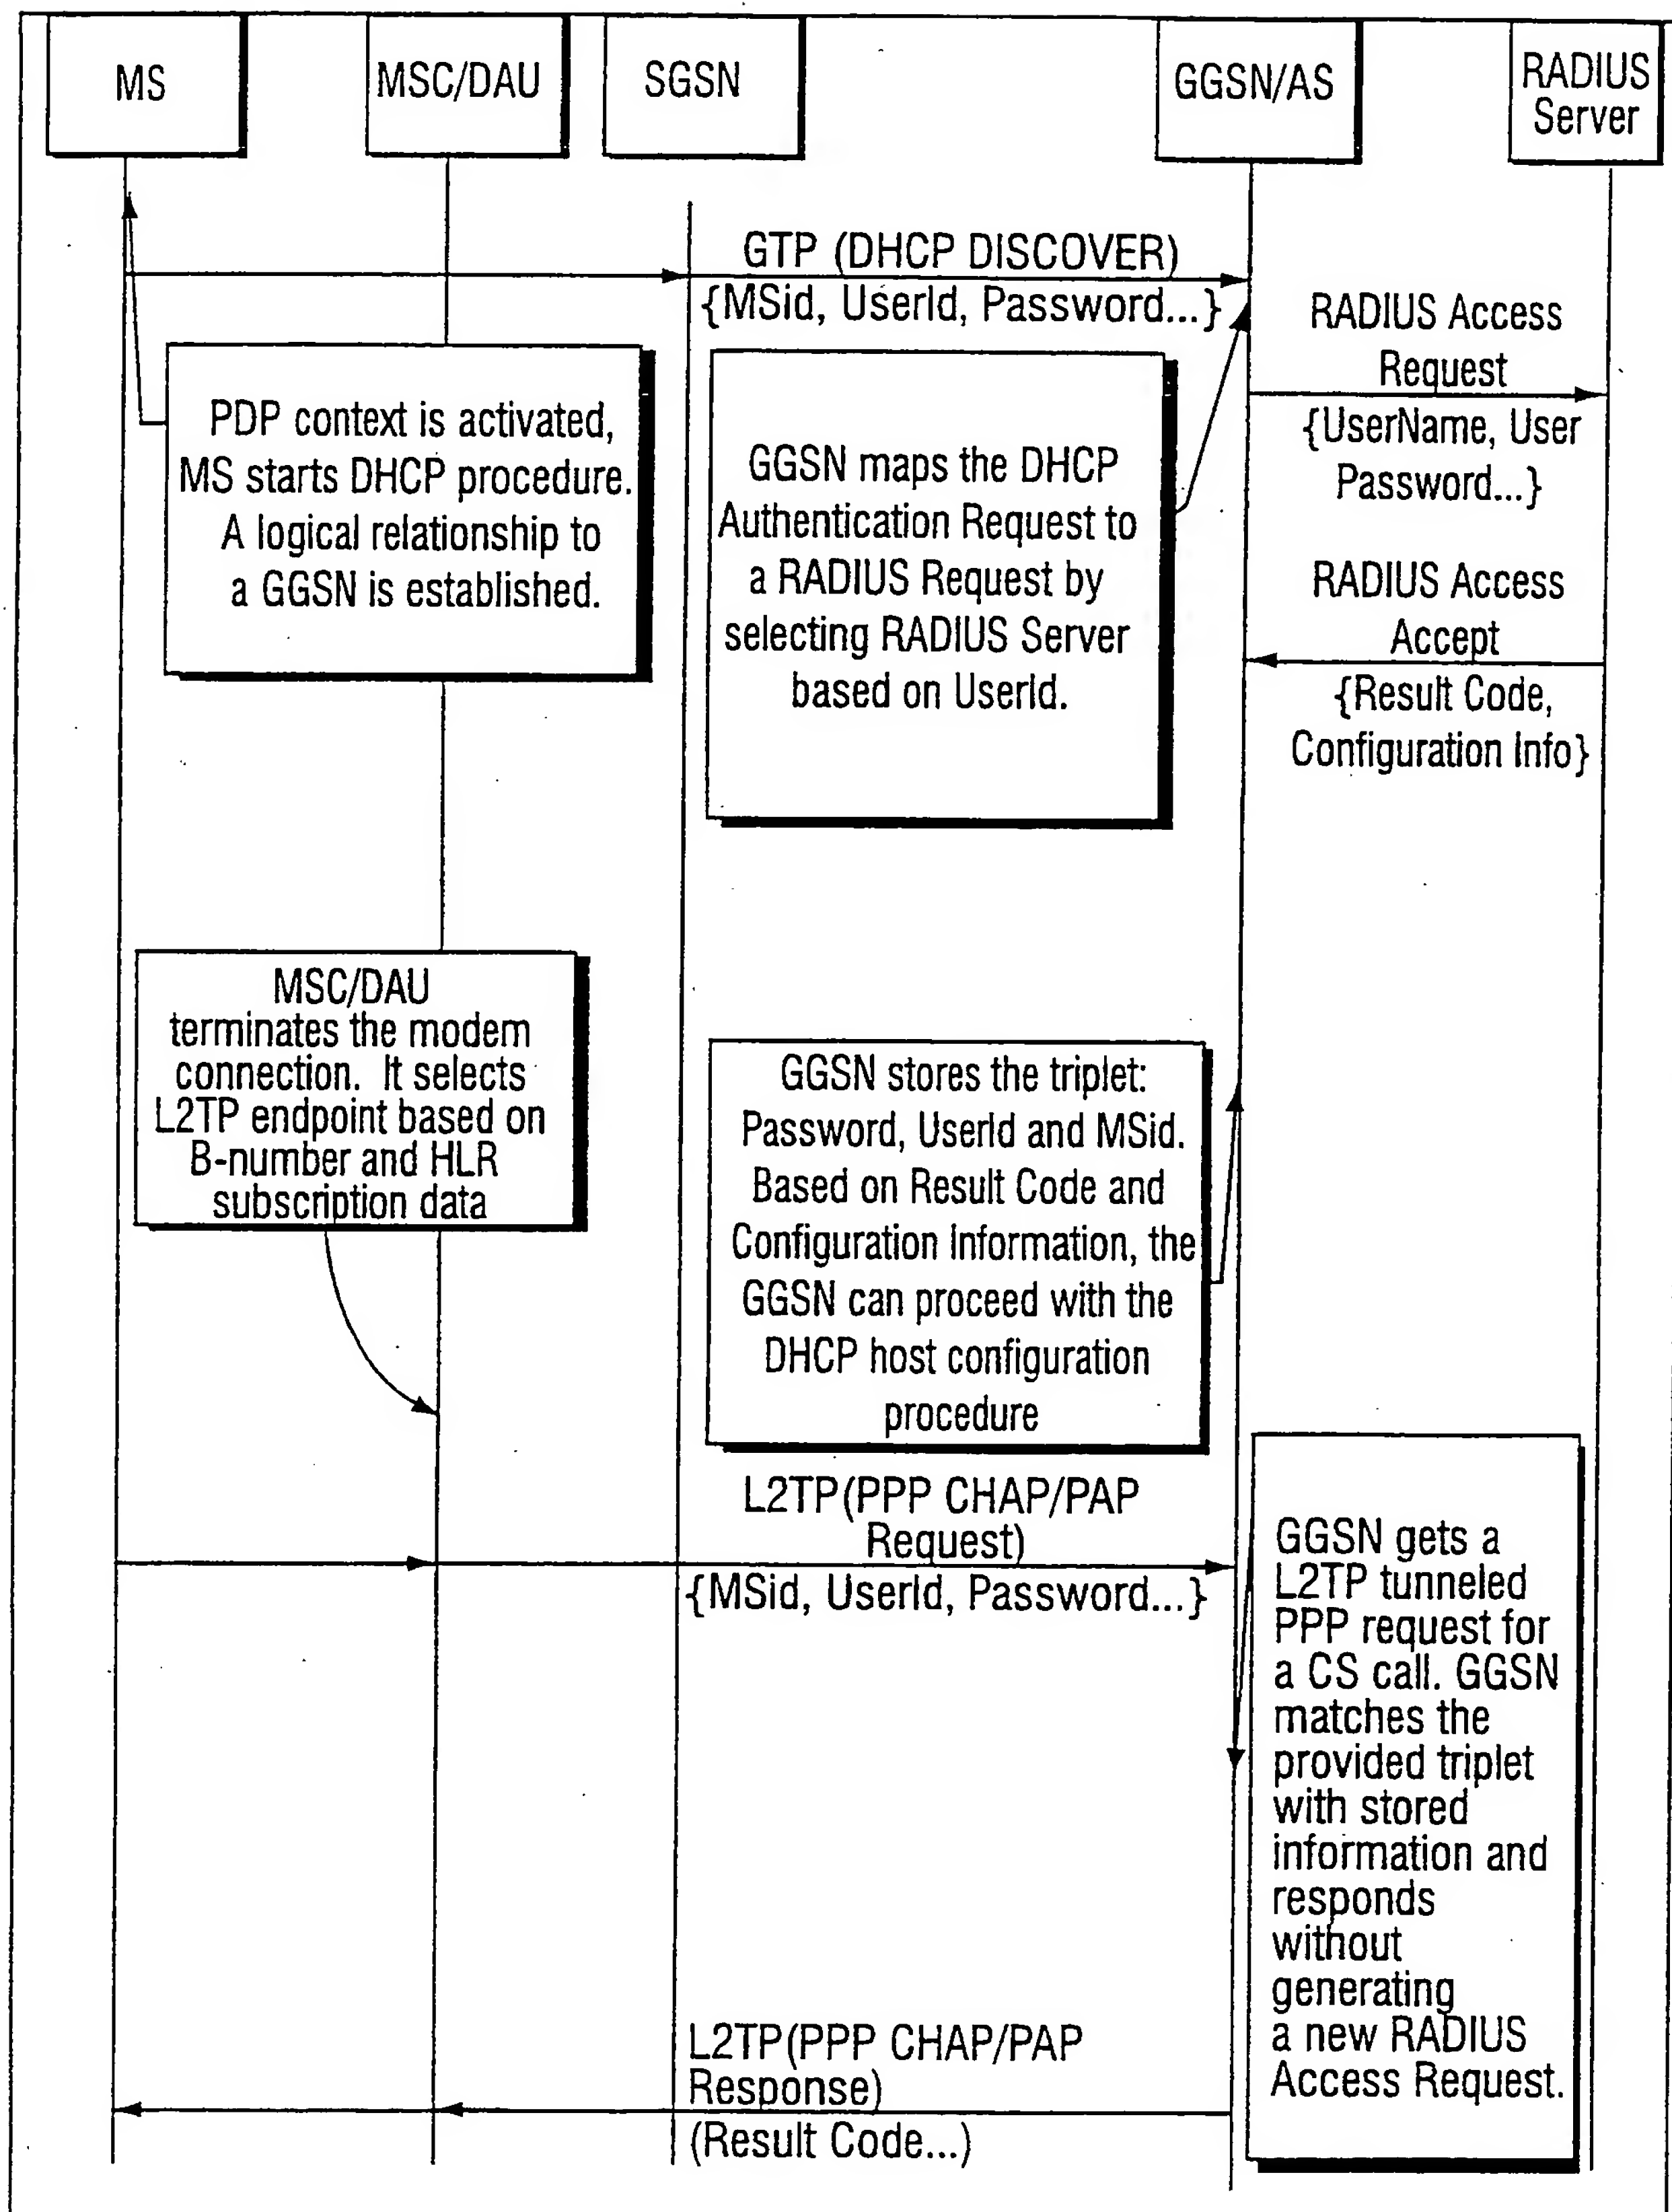 MS
MSC/DAU
SGSN
GGSN/AS
RADIUS
Server
GTP (DHCP DISCOVER)
{MSid, UserId, Password...}
RADIUS Access
Request
{UserName, User
Password...}
PDP context is activated,
MS starts DHCP procedure.
A logical relationship to
a GGSN is established.
GGSN maps the DHCP
Authentication Request to
a RADIUS Request by
selecting RADIUS Server
based on UserId.
RADIUS Access
Accept
{Result Code,
Configuration Info}
MSC/DAU
terminates the modem
connection. It selects
L2TP endpoint based on
B-number and HLR
subscription data
GGSN stores the triplet:
Password, UserId and MSid.
Based on Result Code and
Configuration Information, the
GGSN can proceed with the
DHCP host configuration
procedure
L2TP(PPP CHAP/PAP
Request)
{MSid, UserId, Password...}
GGSN gets a
L2TP tunneled
PPP request for
a CS call. GGSN
matches the
provided triplet
with stored
information and
responds
without
generating
a new RADIUS
Access Request.
L2TP(PPP CHAP/PAP
Response)
(Result Code...)